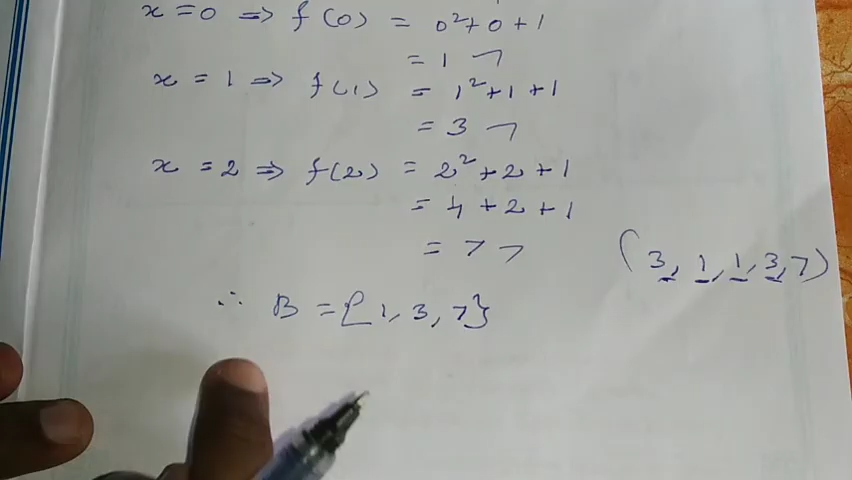 x = 0 ⇒ f(0) = 0² + 0 + 1
= 1
x = 1 ⇒ f(1) = 1² + 1 + 1
= 3
x = 2 ⇒ f(2) = 2² + 2 + 1
= 4 + 2 + 1
= 7
(3, 1, 1, 3, 7)
∴ B = {1, 3, 7}